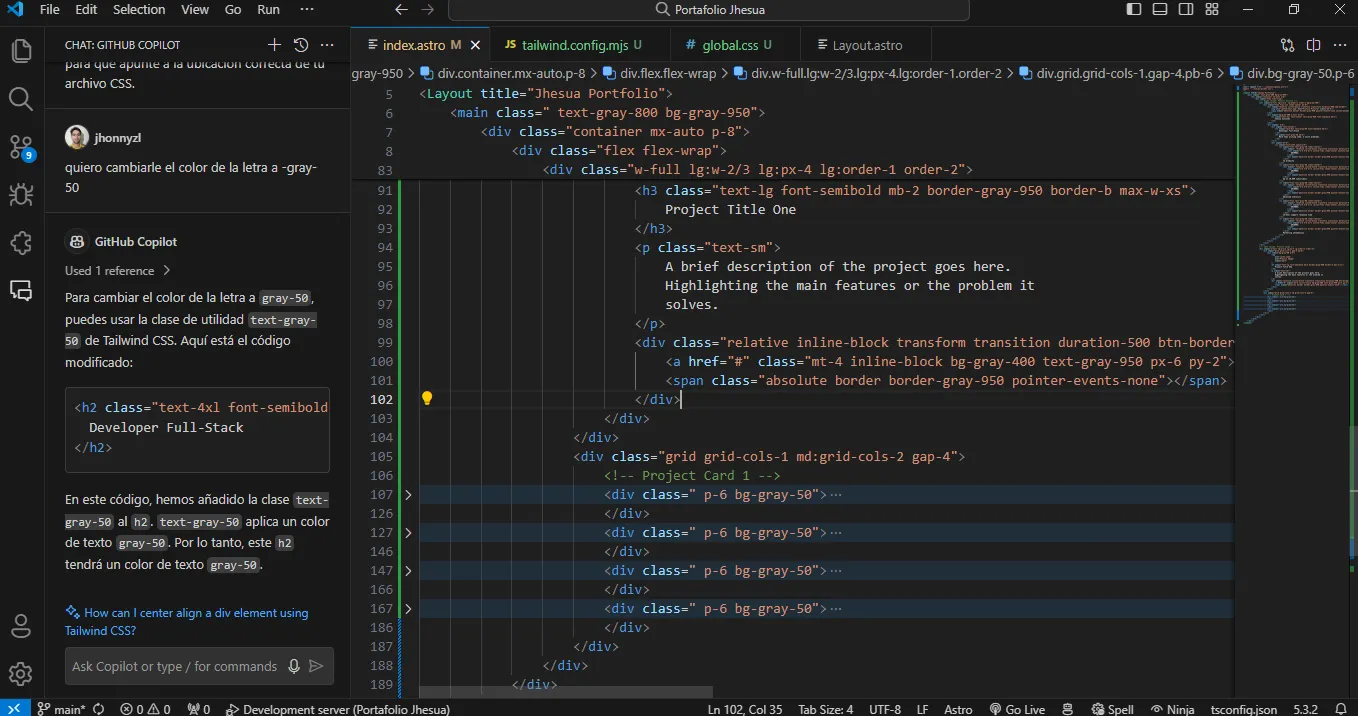 File Edit Selection View Go Run ···
Portafolio Jhesua
CHAT: GITHUB COPILOT
para que apunte a la ubicación correcta de tu
archivo CSS.
jhonnyzl
quiero cambiarle el color de la letra a -gray-
50
GitHub Copilot
Used 1 reference
Para cambiar el color de la letra a gray-50,
puedes usar la clase de utilidad text-gray-
50 de Tailwind CSS. Aquí está el código
modificado:
<h2 class="text-4xl font-semibold
Developer Full-Stack
</h2>
En este código, hemos añadido la clase text-
gray-50 al h2. text-gray-50 aplica un color
de texto gray-50. Por lo tanto, este h2
tendrá un color de texto gray-50.
How can I center align a div element using
Tailwind CSS?
Ask Copilot or type / for commands
9
index.astro M
JS tailwind.config.mjs U
# global.css U
Layout.astro
gray-950 > div.container.mx-auto.p-8 > div.flex.flex-wrap > div.w-full.lg:w-2/3.lg:px-4.lg:order-1.order-2 > div.grid.grid-cols-1.gap-4.pb-6 > div.bg-gray-50.p-6
5 <Layout title="Jhesua Portfolio">
6 <main class=" text-gray-800 bg-gray-950">
7 <div class="container mx-auto p-8">
8 <div class="flex flex-wrap">
83 <div class="w-full lg:w-2/3 lg:px-4 lg:order-1 order-2">
91 <h3 class="text-lg font-semibold mb-2 border-gray-950 border-b max-w-xs">
92 Project Title One
93 </h3>
94 <p class="text-sm">
95 A brief description of the project goes here.
96 Highlighting the main features or the problem it
97 solves.
98 </p>
99 <div class="relative inline-block transform transition duration-500 btn-border
100 <a href="#" class="mt-4 inline-block bg-gray-400 text-gray-950 px-6 py-2">
101 <span class="absolute border border-gray-950 pointer-events-none"></span>
102 </div>
103 </div>
104 </div>
105 <div class="grid grid-cols-1 md:grid-cols-2 gap-4">
106 <!-- Project Card 1 -->
107 <div class=" p-6 bg-gray-50">···
126 </div>
127 <div class=" p-6 bg-gray-50">···
146 </div>
147 <div class=" p-6 bg-gray-50">···
166 </div>
167 <div class=" p-6 bg-gray-50">···
186 </div>
187 </div>
188 </div>
189 </div>
main* 0 0 0 Development server (Portafolio Jhesua) Ln 102, Col 35 Tab Size: 4 UTF-8 LF Astro Go Live Spell Ninja tsconfig.json 5.3.2